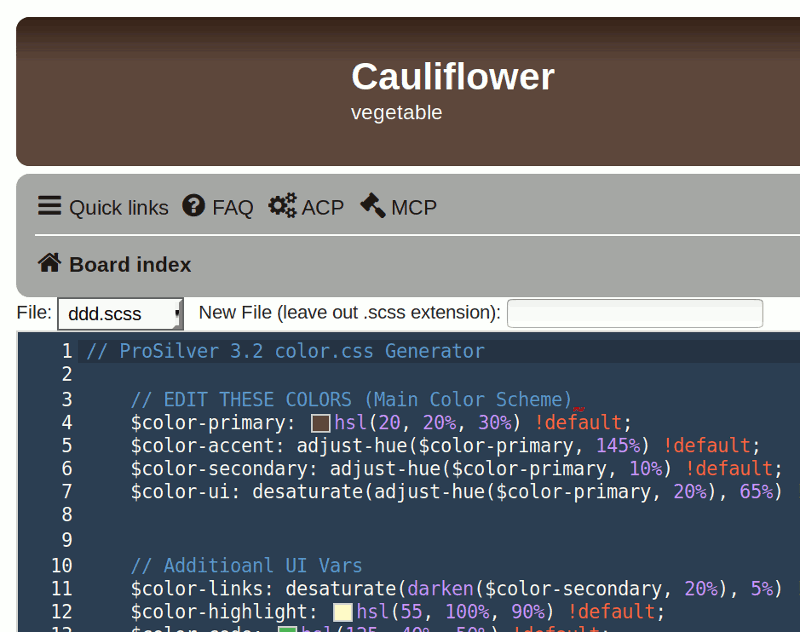 Cauliflower
vegetable
Quick links FAQ ACP MCP
Board index
File: ddd.scss New File (leave out .scss extension):
1 // ProSilver 3.2 color.css Generator
2
3 // EDIT THESE COLORS (Main Color Scheme)
4 $color-primary: hsl(20, 20%, 30%) !default;
5 $color-accent: adjust-hue($color-primary, 145%) !default;
6 $color-secondary: adjust-hue($color-primary, 10%) !default;
7 $color-ui: desaturate(adjust-hue($color-primary, 20%), 65%)
8
9
10 // Additioanl UI Vars
11 $color-links: desaturate(darken($color-secondary, 20%), 5%)
12 $color-highlight: hsl(55, 100%, 90%) !default;